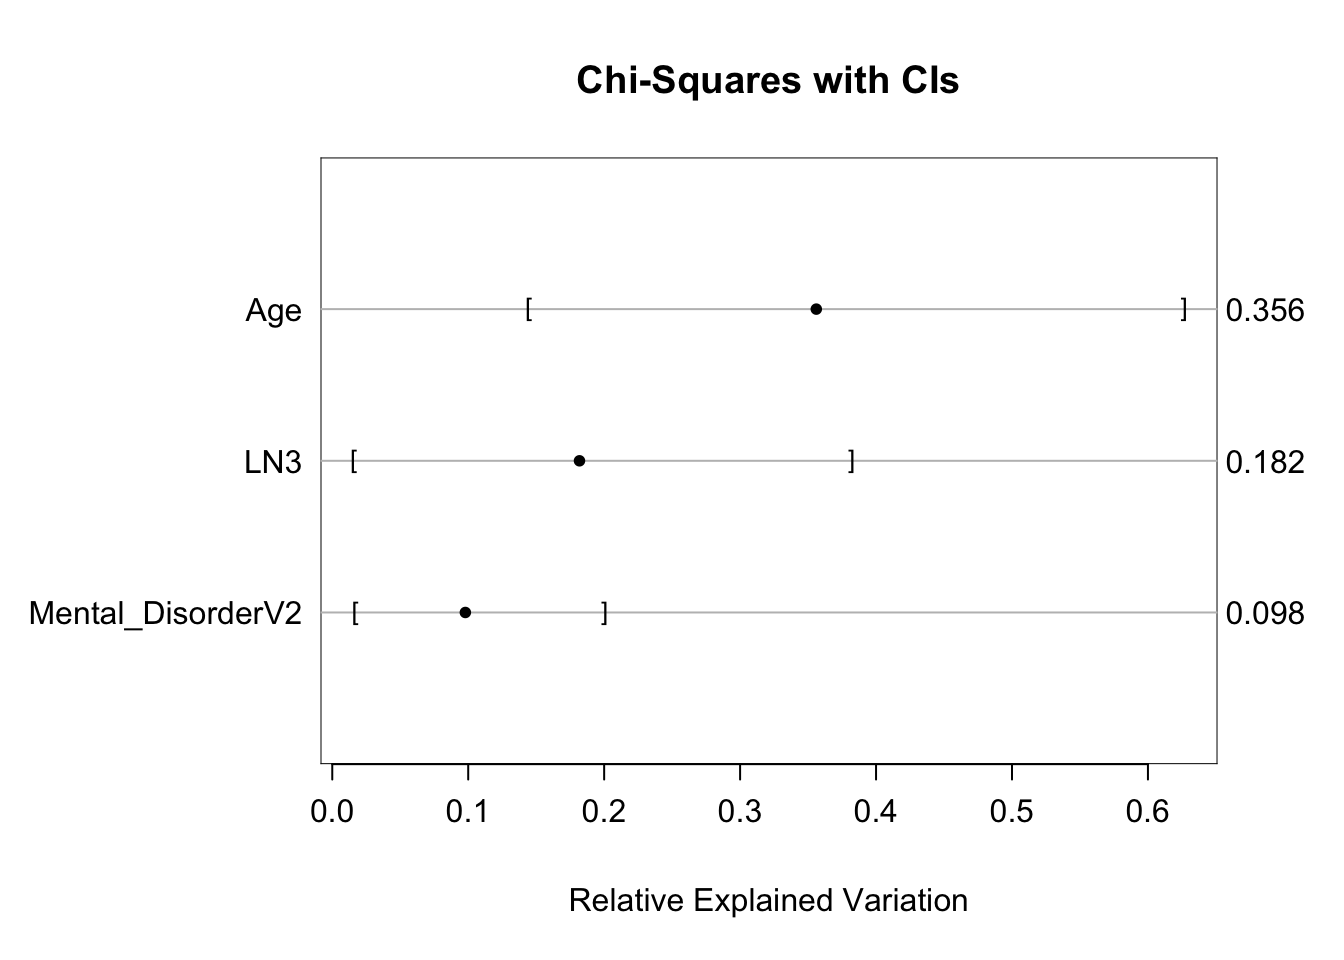 Chi-Squares with CIs
Age [ ] 0.356
LN3 [ ] 0.182
Mental_DisorderV2 [ ] 0.098
0.0 0.1 0.2 0.3 0.4 0.5 0.6
Relative Explained Variation